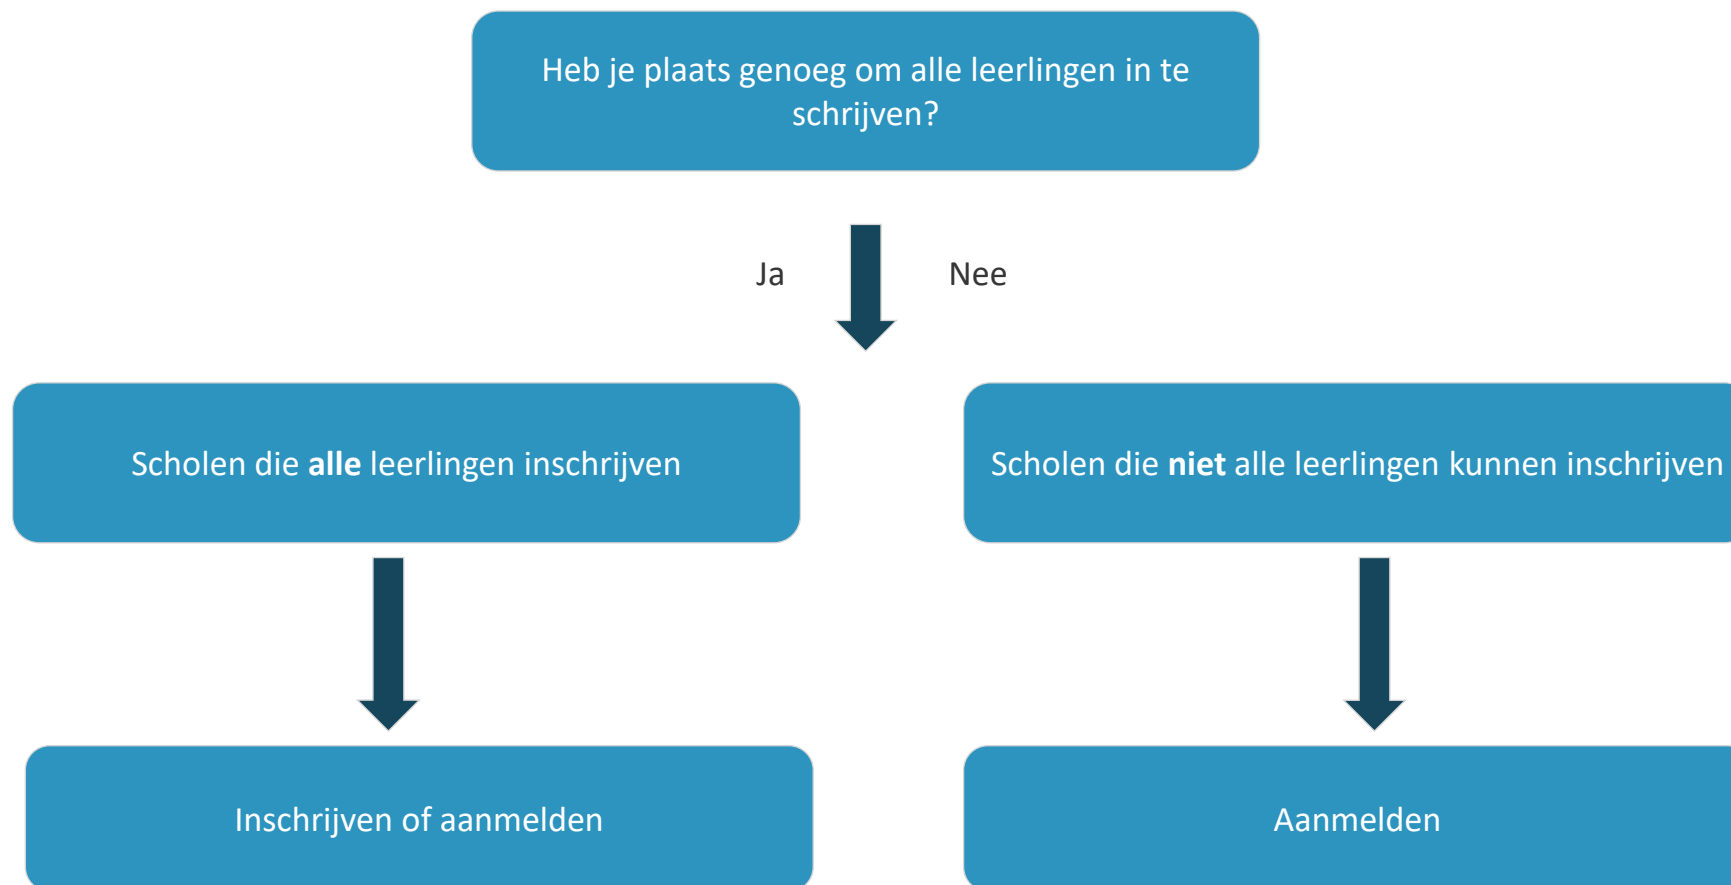 Heb je plaats genoeg om alle leerlingen in te
schrijven?
Ja
Nee
Scholen die alle leerlingen inschrijven
Scholen die niet alle leerlingen kunnen inschrijven
Inschrijven of aanmelden
Aanmelden